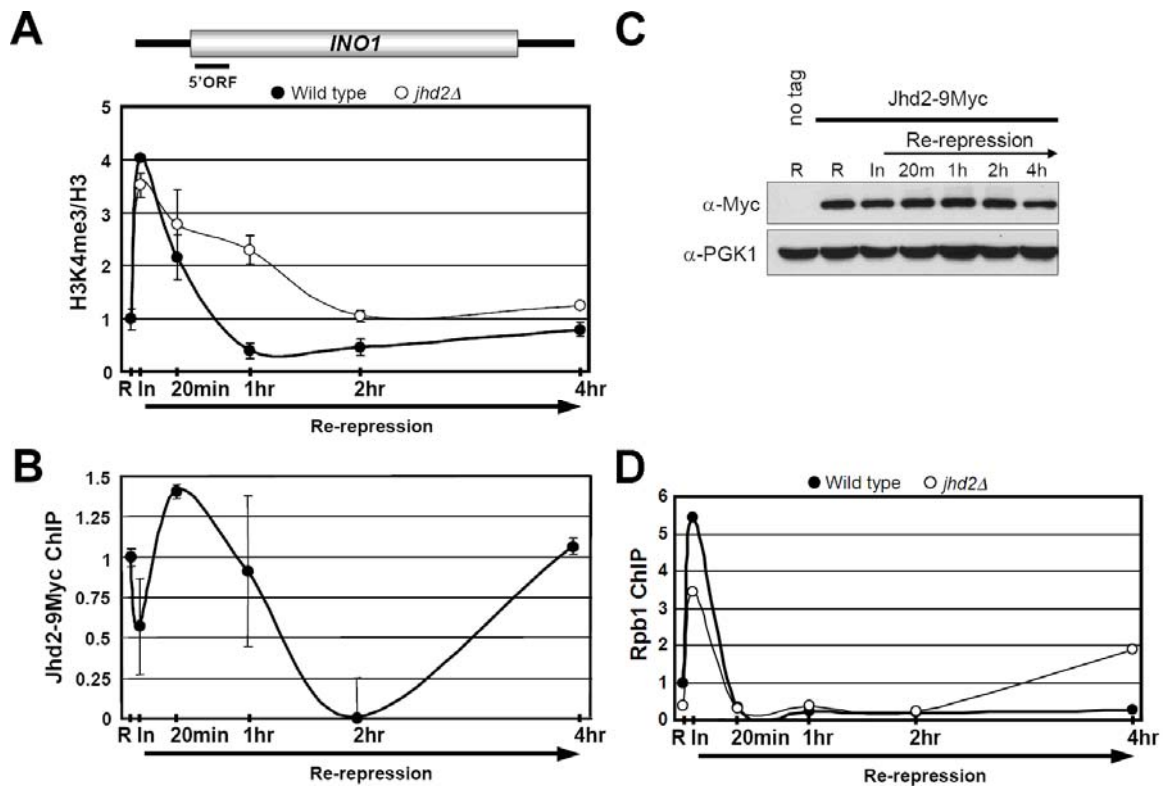 A
INO1
5'ORF
● Wild type ○ jhd2Δ
H3K4me3/H3
5
4
3
2
1
0
R In 20min 1hr 2hr 4hr
Re-repression
B
Jhd2-9Myc ChIP
1.5
1.25
1
0.75
0.5
0.25
0
R In 20min 1hr 2hr 4hr
Re-repression
C
no tag
Jhd2-9Myc
Re-repression
R R In 20m 1h 2h 4h
α-Myc
α-PGK1
D
● Wild type ○ jhd2Δ
Rpb1 ChIP
6
5
4
3
2
1
0
R In 20min 1hr 2hr 4hr
Re-repression